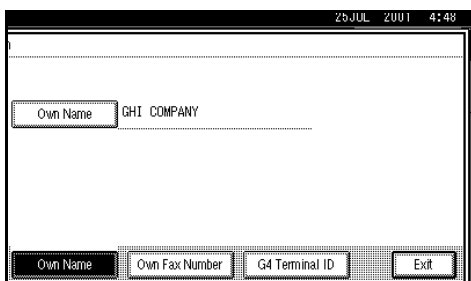 25JUL 2001 4:48
Own Name GHI COMPANY
Own Name Own Fax Number G4 Terminal ID Exit